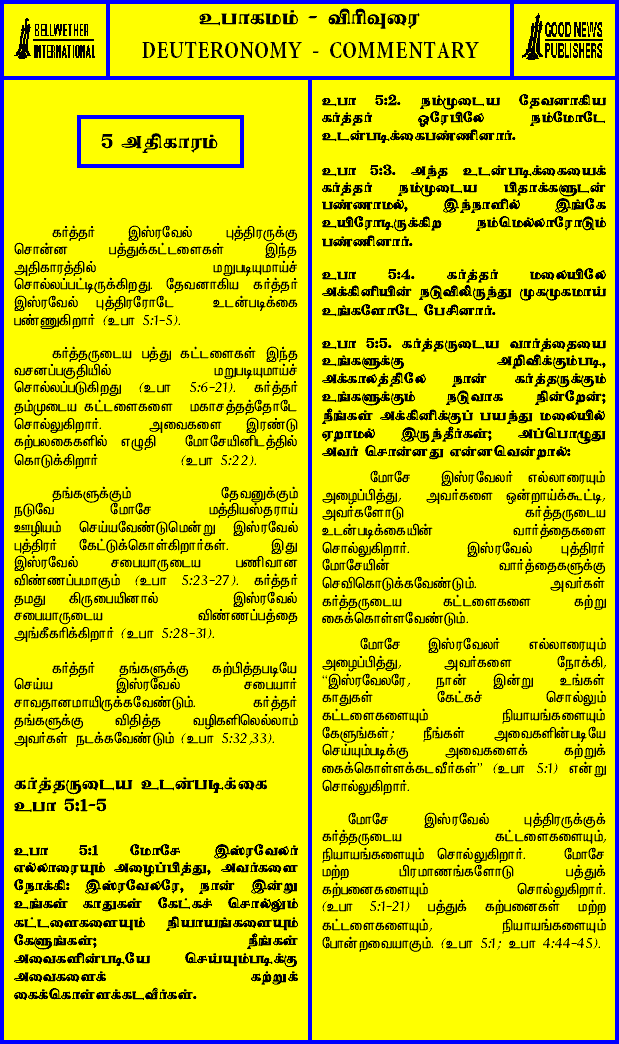 BELLWETHER
INTERNATIONAL
உபாகமம் - விரிவுரை
DEUTERONOMY - COMMENTARY
GOOD NEWS
PUBLISHERS
5 அதிகாரம்
கர்த்தர் இஸ்ரவேல் புத்திரருக்கு
சொன்ன பத்துக்கட்டளைகள் இந்த
அதிகாரத்தில் மறுபடியுமாய்ச்
சொல்லப்பட்டிருக்கிறது. தேவனாகிய கர்த்தர்
இஸ்ரவேல் புத்திரரோடே உடன்படிக்கை
பண்ணுகிறார் (உபா 5:1-5).
கர்த்தருடைய பத்து கட்டளைகள் இந்த
வசனப்பகுதியில் மறுபடியுமாய்ச்
சொல்லப்படுகிறது (உபா 5:6-21). கர்த்தர்
தம்முடைய கட்டளைகளை மகாசத்தத்தோடே
சொல்லுகிறார். அவைகளை இரண்டு
கற்பலகைகளில் எழுதி மோசேயினிடத்தில்
கொடுக்கிறார் (உபா 5:22).
தங்களுக்கும் தேவனுக்கும்
நடுவே மோசே மத்தியஸ்தராய்
ஊழியம் செய்யவேண்டுமென்று இஸ்ரவேல்
புத்திரர் கேட்டுக்கொள்கிறார்கள். இது
இஸ்ரவேல் சபையாருடைய பணிவான
விண்ணப்பமாகும் (உபா 5:23-27). கர்த்தர்
தமது கிருபையினால் இஸ்ரவேல்
சபையாருடைய விண்ணப்பத்தை
அங்கீகரிக்கிறார் (உபா 5:28-31).
கர்த்தர் தங்களுக்கு கற்பித்தபடியே
செய்ய இஸ்ரவேல் சபையார்
சாவதானமாயிருக்கவேண்டும். கர்த்தர்
தங்களுக்கு விதித்த வழிகளிலெல்லாம்
அவர்கள் நடக்கவேண்டும் (உபா 5:32,33).
கர்த்தருடைய உடன்படிக்கை
உபா 5:1-5
உபா 5:1 மோசே இஸ்ரவேலர்
எல்லாரையும் அழைப்பித்து, அவர்களை
நோக்கி: இஸ்ரவேலரே, நான் இன்று
உங்கள் காதுகள் கேட்கச் சொல்லும்
கட்டளைகளையும் நியாயங்களையும்
கேளுங்கள்; நீங்கள்
அவைகளின்படியே செய்யும்படிக்கு
அவைகளைக் கற்றுக்
கைக்கொள்ளக்கடவீர்கள்.
உபா 5:2. நம்முடைய தேவனாகிய
கர்த்தர் ஓரேபிலே நம்மோடே
உடன்படிக்கைபண்ணினார்.
உபா 5:3. அந்த உடன்படிக்கையைக்
கர்த்தர் நம்முடைய பிதாக்களுடன்
பண்ணாமல், இந்நாளில் இங்கே
உயிரோடிருக்கிற நம்மெல்லாரோடும்
பண்ணினார்.
உபா 5:4. கர்த்தர் மலையிலே
அக்கினியின் நடுவிலிருந்து முகமுகமாய்
உங்களோடே பேசினார்.
உபா 5:5. கர்த்தருடைய வார்த்தையை
உங்களுக்கு அறிவிக்கும்படி,
அக்காலத்திலே நான் கர்த்தருக்கும்
உங்களுக்கும் நடுவாக நின்றேன்;
நீங்கள் அக்கினிக்குப் பயந்து மலையில்
ஏறாமல் இருந்தீர்கள்; அப்பொழுது
அவர் சொன்னது என்னவென்றால்:
மோசே இஸ்ரவேலர் எல்லாரையும்
அழைப்பித்து, அவர்களை ஒன்றாய்க்கூட்டி,
அவர்களோடு கர்த்தருடைய
உடன்படிக்கையின் வார்த்தைகளை
சொல்லுகிறார். இஸ்ரவேல் புத்திரர்
மோசேயின் வார்த்தைகளுக்கு
செவிகொடுக்கவேண்டும். அவர்கள்
கர்த்தருடைய கட்டளைகளை கற்று
கைக்கொள்ளவேண்டும்.
மோசே இஸ்ரவேலர் எல்லாரையும்
அழைப்பித்து, அவர்களை நோக்கி,
“இஸ்ரவேலரே, நான் இன்று உங்கள்
காதுகள் கேட்கச் சொல்லும்
கட்டளைகளையும் நியாயங்களையும்
கேளுங்கள்; நீங்கள் அவைகளின்படியே
செய்யும்படிக்கு அவைகளைக் கற்றுக்
கைக்கொள்ளக்கடவீர்கள்” (உபா 5:1) என்று
சொல்லுகிறார்.
மோசே இஸ்ரவேல் புத்திரருக்குக்
கர்த்தருடைய கட்டளைகளையும்,
நியாயங்களையும் சொல்லுகிறார். மோசே
மற்ற பிரமாணங்களோடு பத்துக்
கற்பனைகளையும் சொல்லுகிறார்.
(உபா 5:1-21) பத்துக் கற்பனைகள் மற்ற
கட்டளைகளையும், நியாயங்களையும்
போன்றவையாகும். (உபா 5:1; உபா 4:44-45).